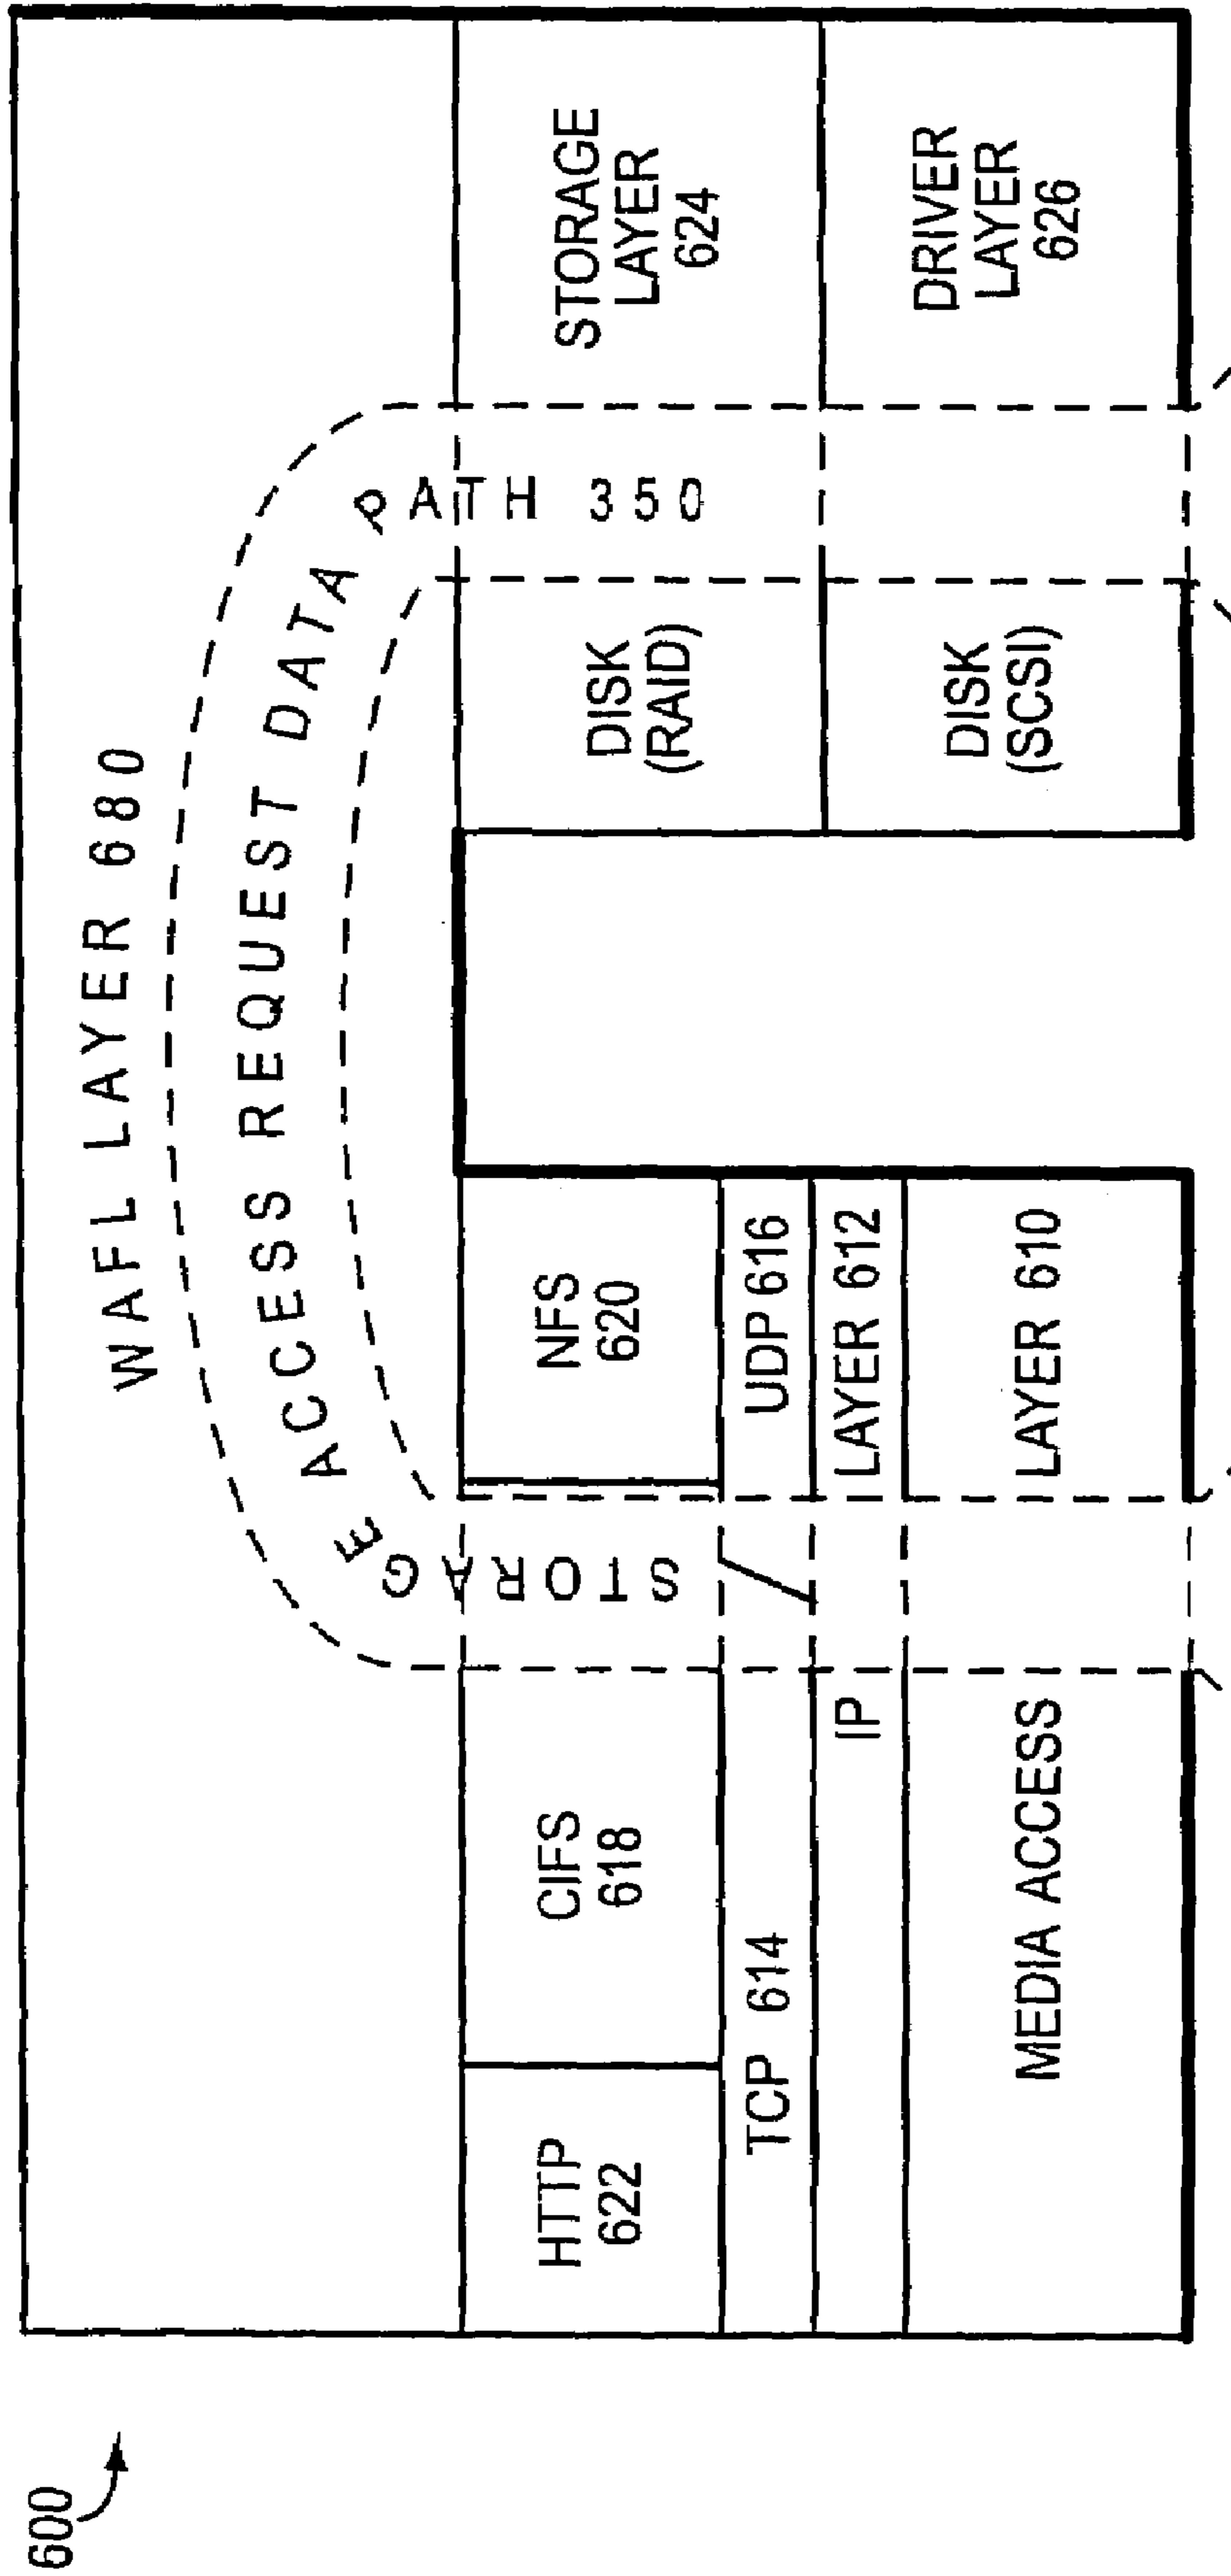 600
WAFL LAYER 680
STORAGE ACCESS REQUEST DATA PATH 350
HTTP
622
CIFS
618
NFS
620
TCP 614
UDP 616
IP
LAYER 612
MEDIA ACCESS
LAYER 610
DISK
(RAID)
STORAGE
LAYER
624
DISK
(SCSI)
DRIVER
LAYER
626